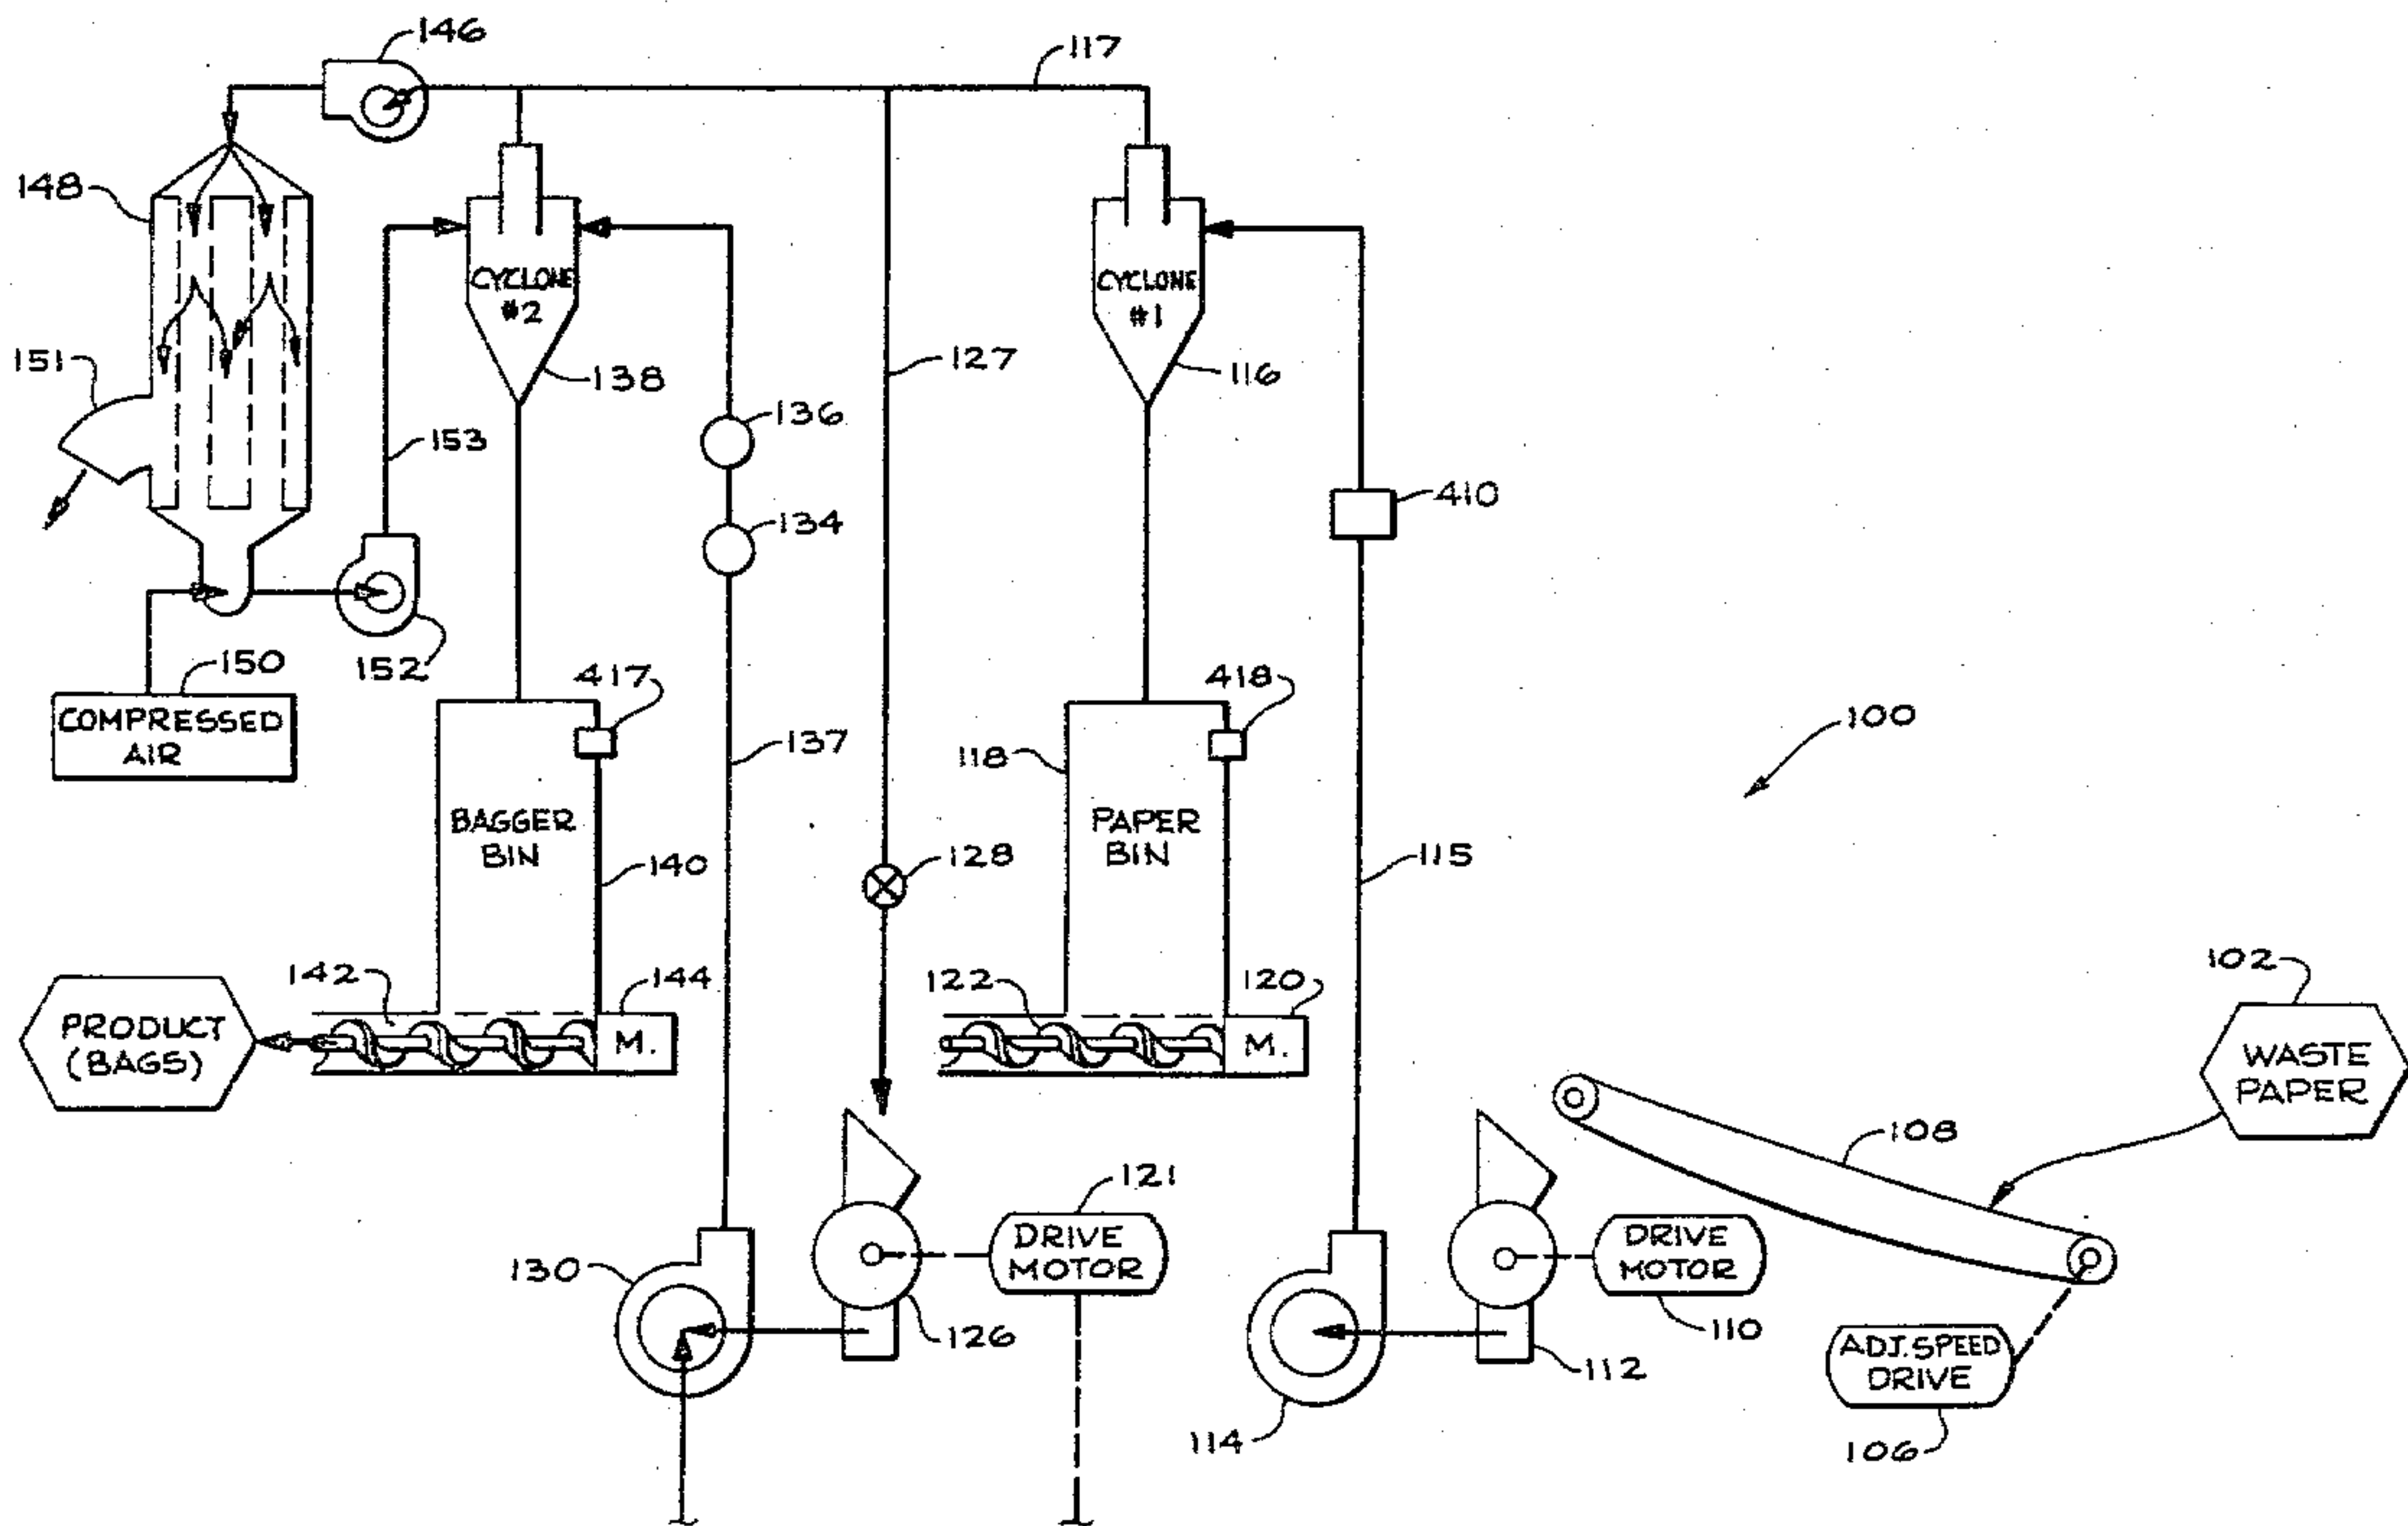 146
117
148
CYCLONE
#2
CYCLONE
#1
151
138
127
116
136
153
410
134
150
152
417
418
100
COMPRESSED
AIR
137
118
BAGGER
BIN
PAPER
BIN
128
115
140
142
144
122
120
102
PRODUCT
(BAGS)
M.
M.
WASTE
PAPER
108
121
130
DRIVE
MOTOR
DRIVE
MOTOR
126
110
112
ADJ. SPEED
DRIVE
114
106